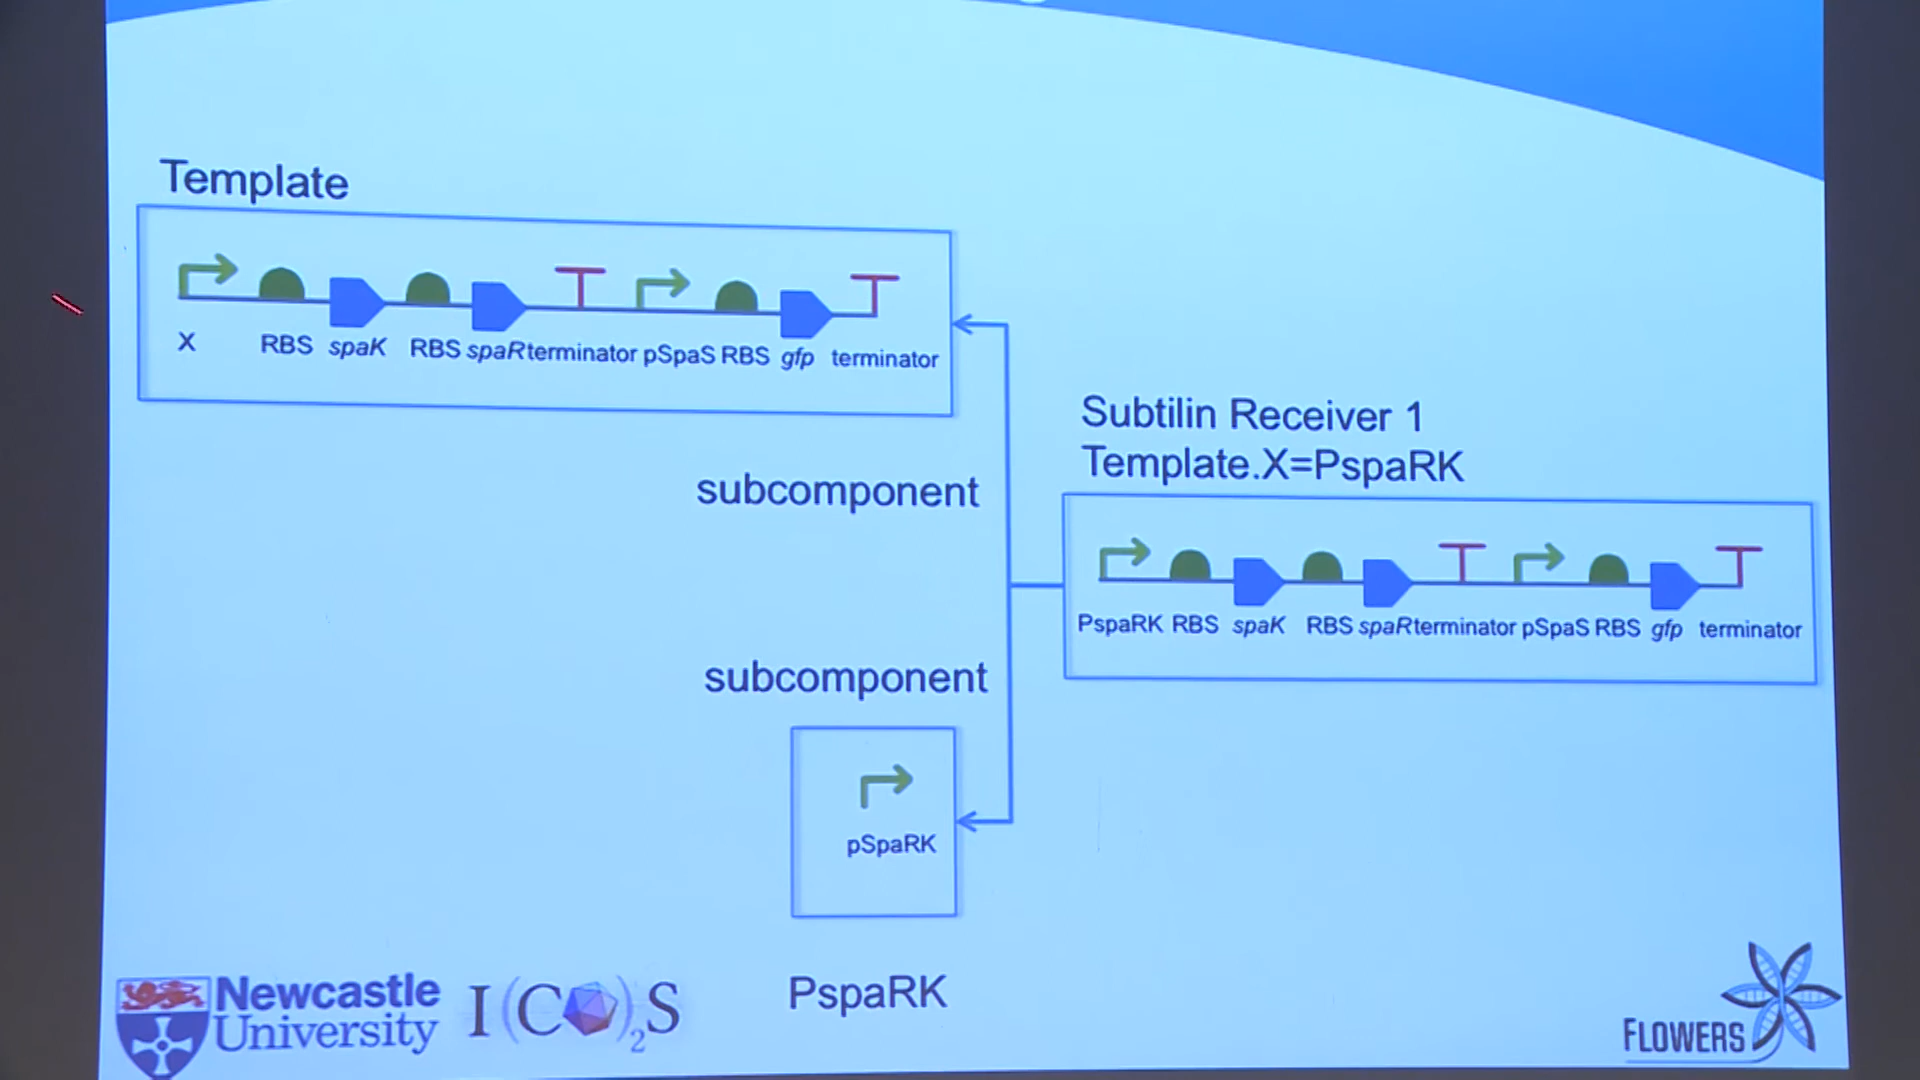 Template
X RBS spaK RBS spaR terminator pSpaS RBS gfp terminator
subcomponent
Subtilin Receiver 1
Template.X=PspaRK
PspaRK RBS spaK RBS spaR terminator pSpaS RBS gfp terminator
subcomponent
pSpaRK
PspaRK
Newcastle
University
I(C)2S
FLOWERS